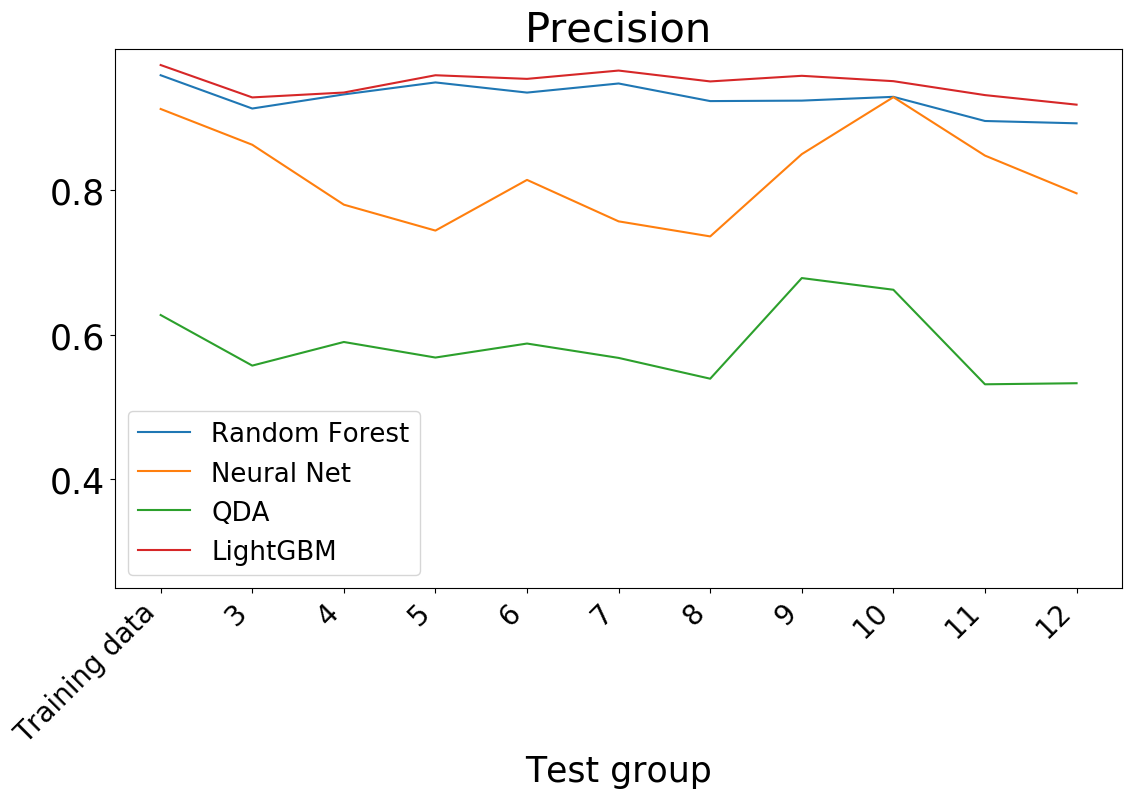 Precision
0.8
0.6
0.4
Random Forest
Neural Net
QDA
LightGBM
Training data
3
4
5
6
7
8
9
10
11
12
Test group